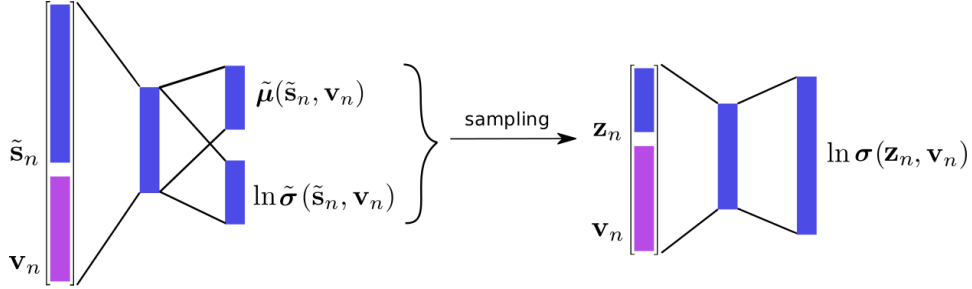 s̃ₙ
vₙ
μ̃(s̃ₙ, vₙ)
ln σ̃(s̃ₙ, vₙ)
sampling
zₙ
vₙ
ln σ(zₙ, vₙ)